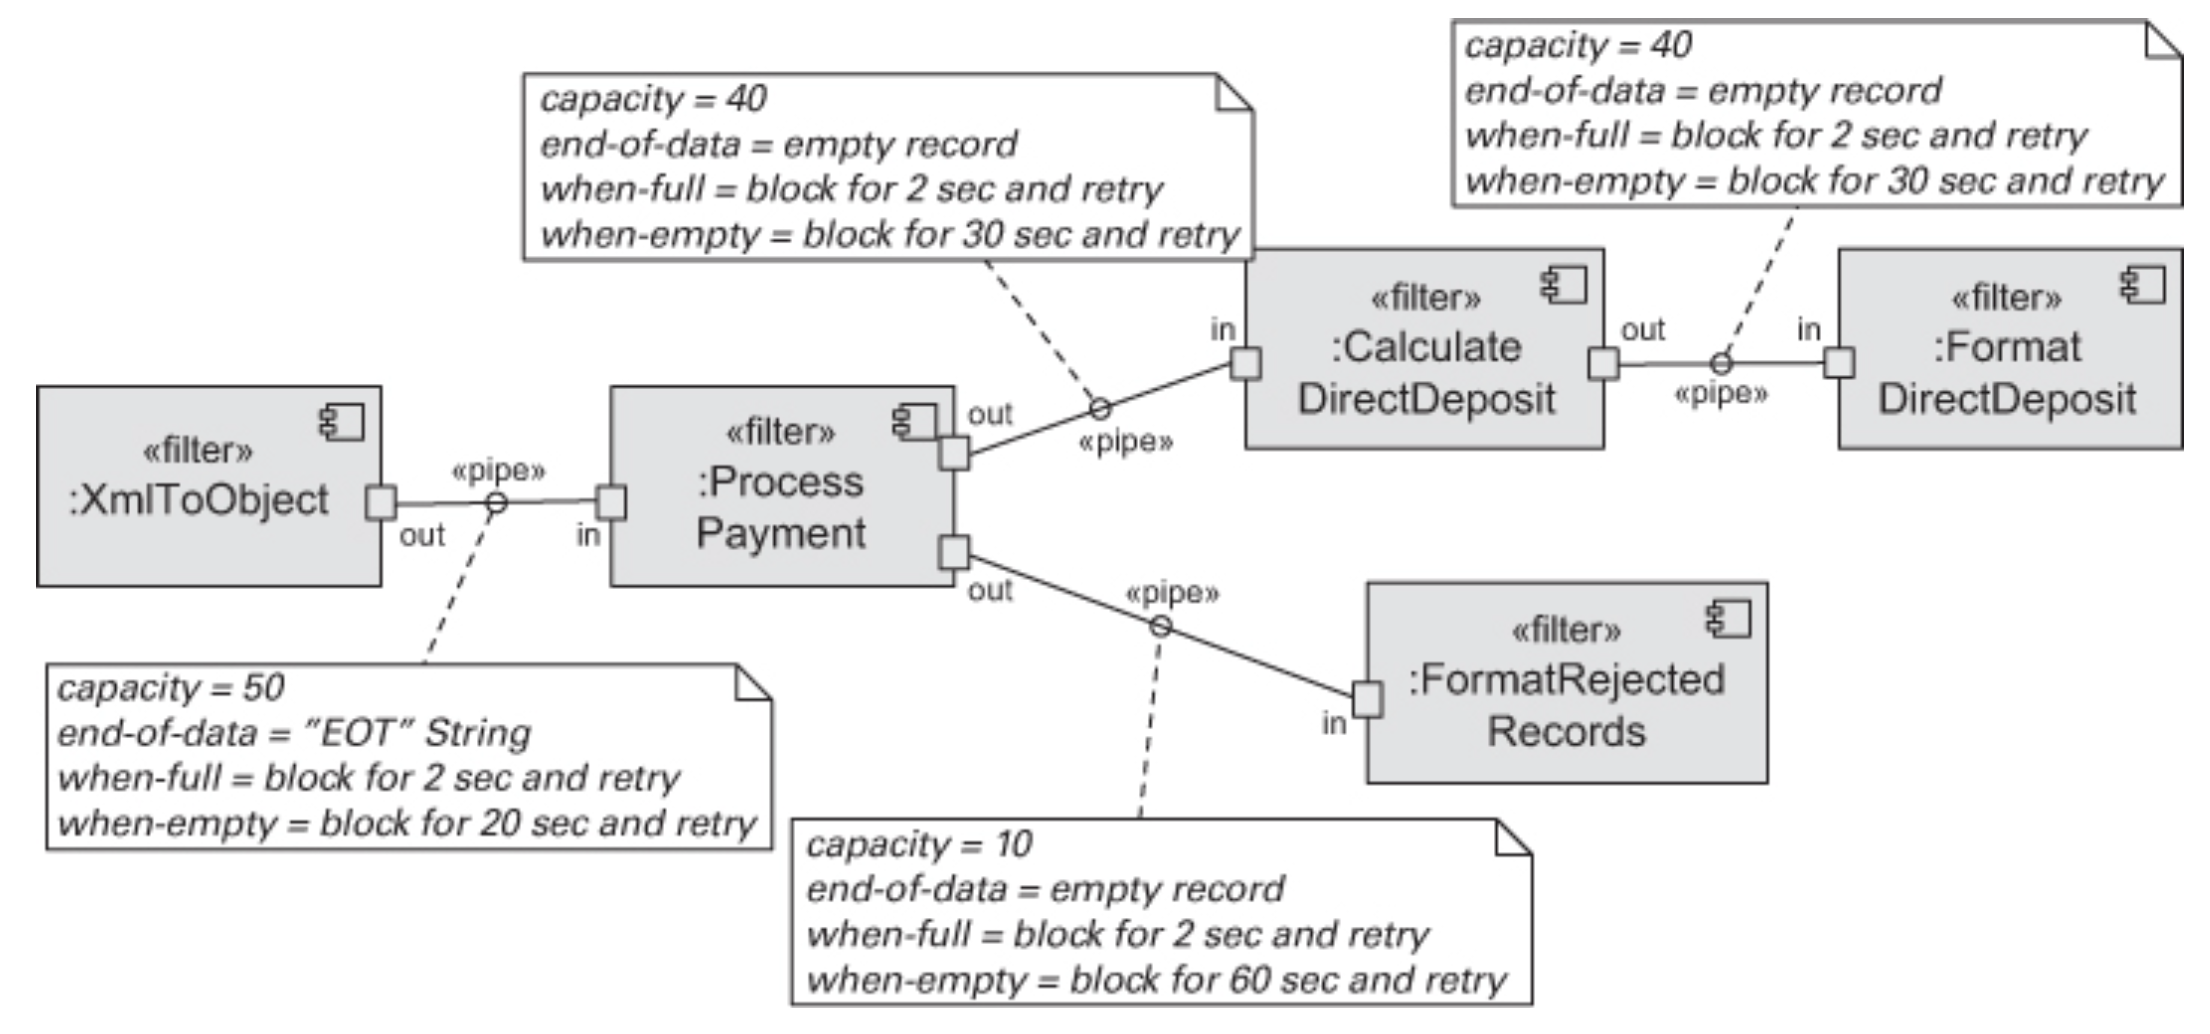 capacity = 40
end-of-data = empty record
when-full = block for 2 sec and retry
when-empty = block for 30 sec and retry
capacity = 40
end-of-data = empty record
when-full = block for 2 sec and retry
when-empty = block for 30 sec and retry
«filter»
:XmlToObject
out
«pipe»
in
«filter»
:Process
Payment
out
out
«pipe»
in
«filter»
:Calculate
DirectDeposit
out
«pipe»
in
«filter»
:Format
DirectDeposit
«pipe»
in
«filter»
:FormatRejected
Records
capacity = 50
end-of-data = "EOT" String
when-full = block for 2 sec and retry
when-empty = block for 20 sec and retry
capacity = 10
end-of-data = empty record
when-full = block for 2 sec and retry
when-empty = block for 60 sec and retry